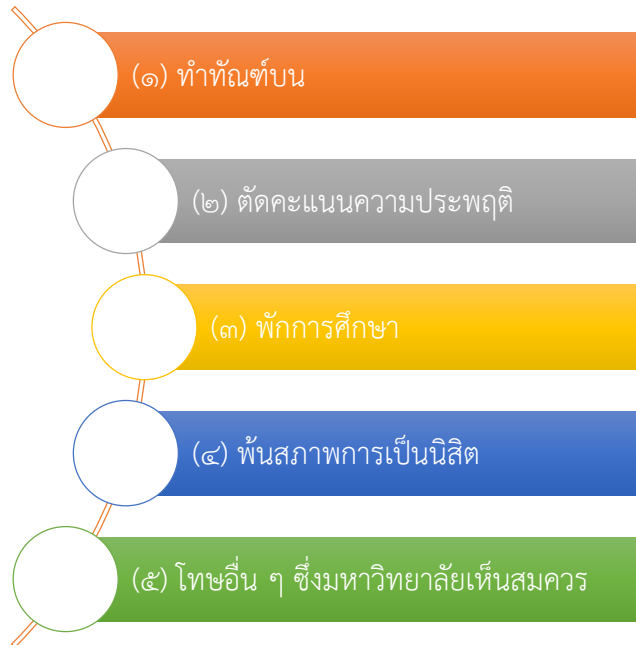 (๑) ทำทัณฑ์บน
(๒) ตัดคะแนนความประพฤติ
(๓) พักการศึกษา
(๔) พ้นสภาพการเป็นนิสิต
(๕) โทษอื่น ๆ ซึ่งมหาวิทยาลัยเห็นสมควร